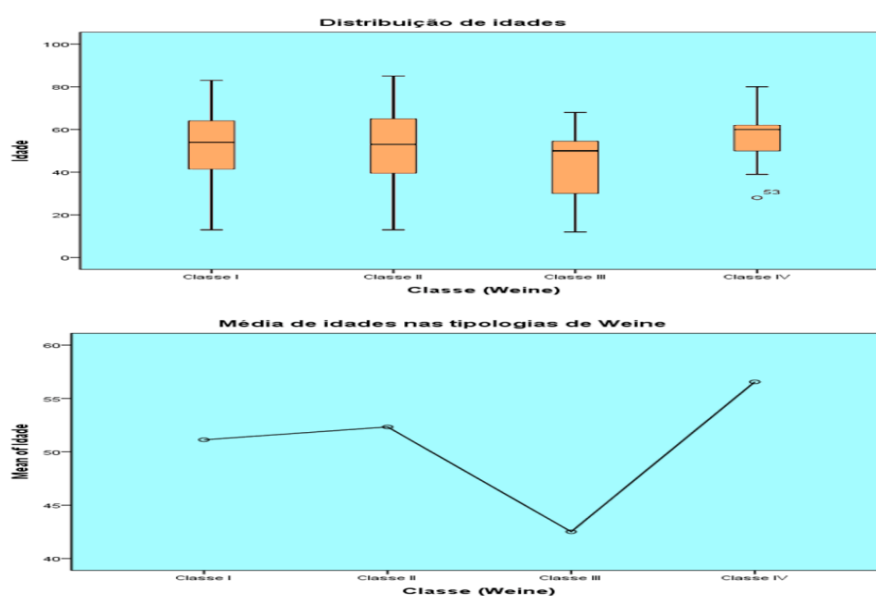 Distribuição de idades
100
80
60
40
20
0
Idade
53
Classe I Classe II Classe III Classe IV
Classe (Weine)
Média de idades nas tipologias de Weine
60
55
50
45
40
Mean of Idade
Classe I Classe II Classe III Classe IV
Classe (Weine)